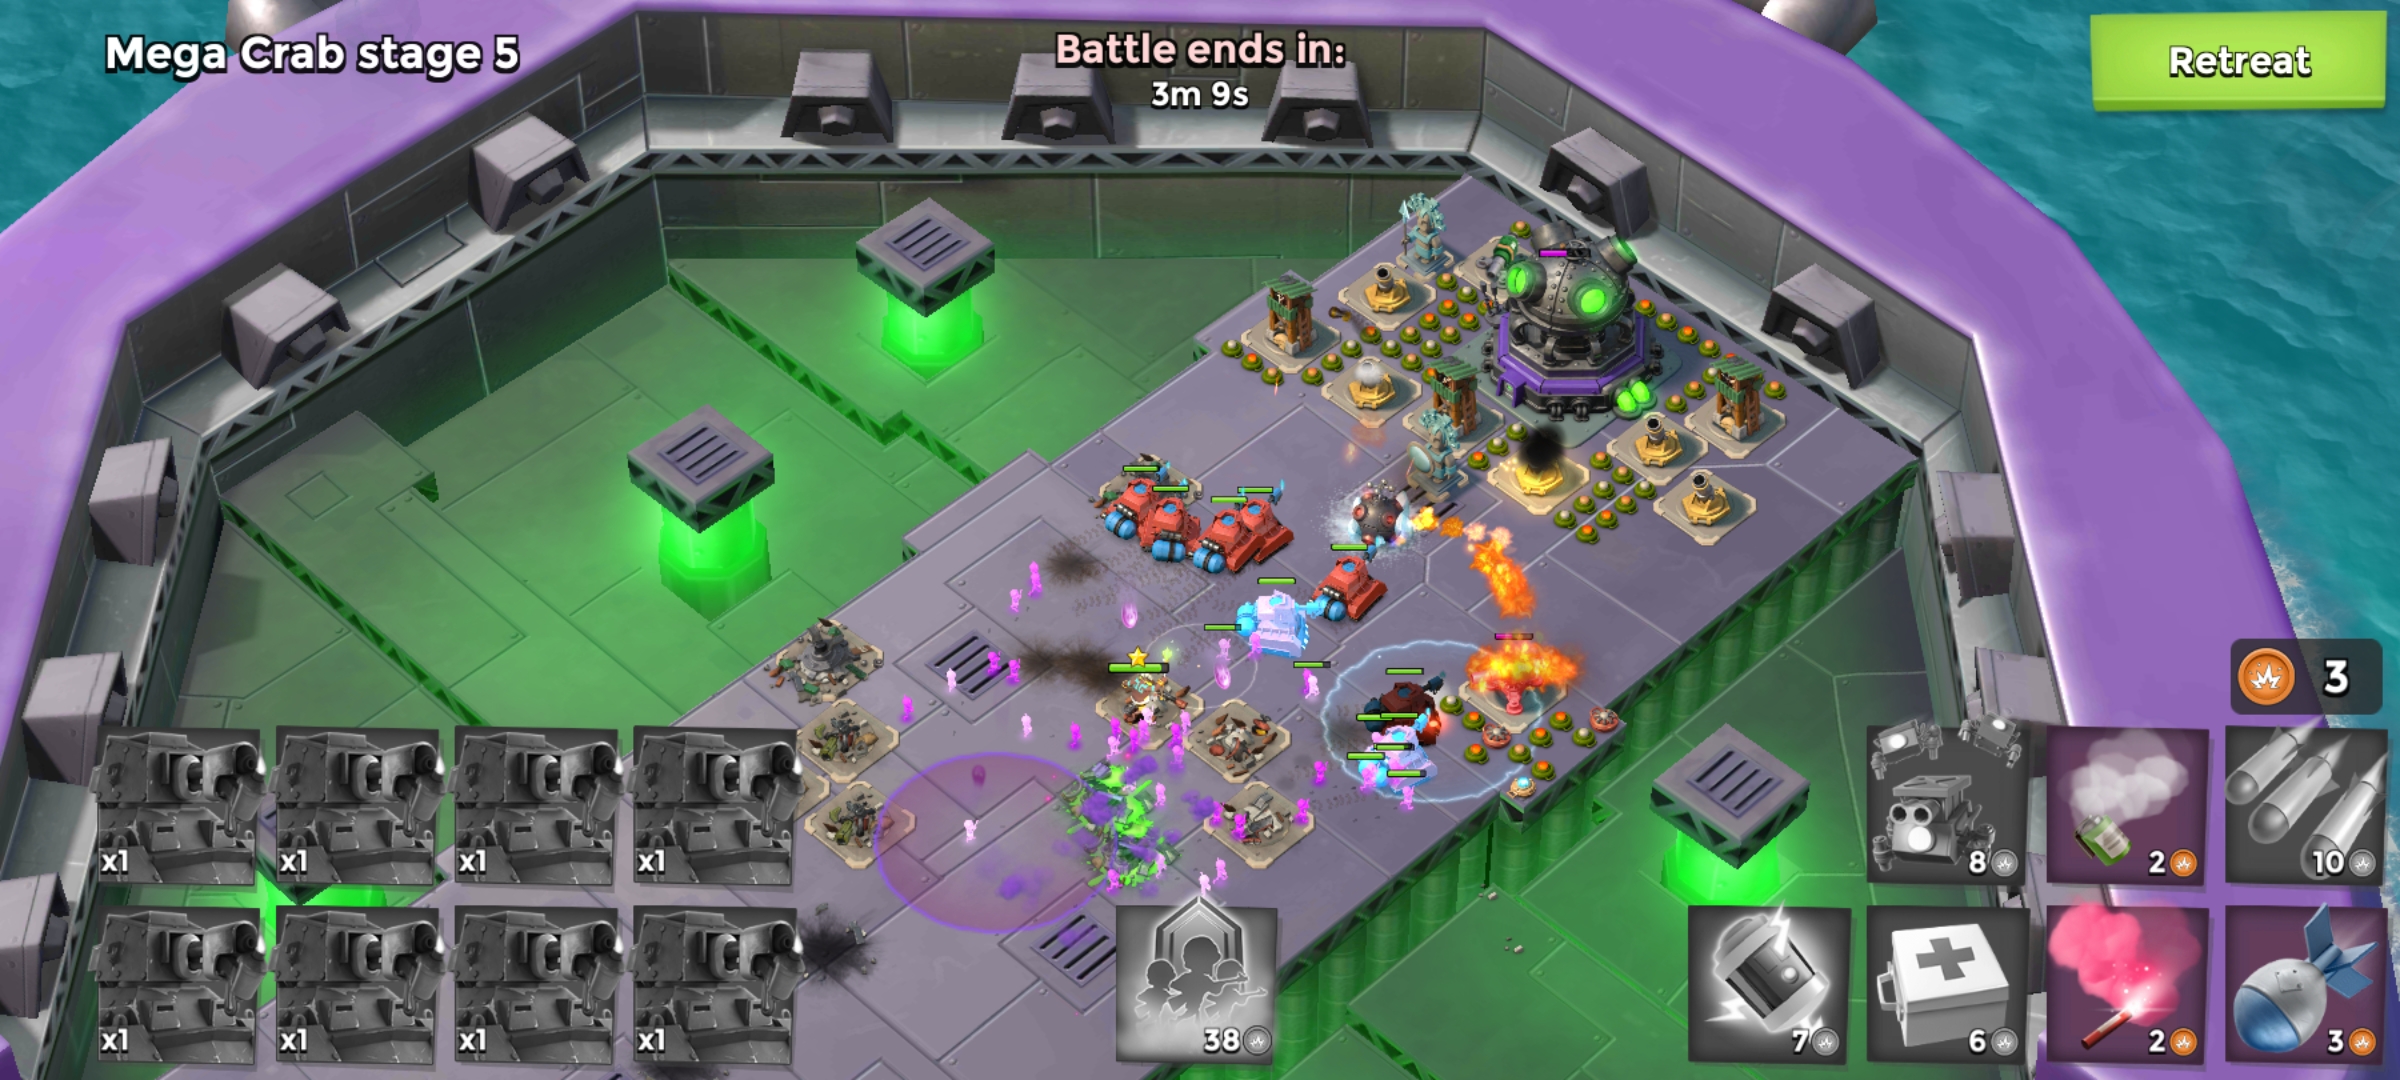 Mega Crab stage 5
Battle ends in:
3m 9s
Retreat
3
x1
x1
x1
x1
8
2
10
x1
x1
x1
x1
38
7
6
2
3